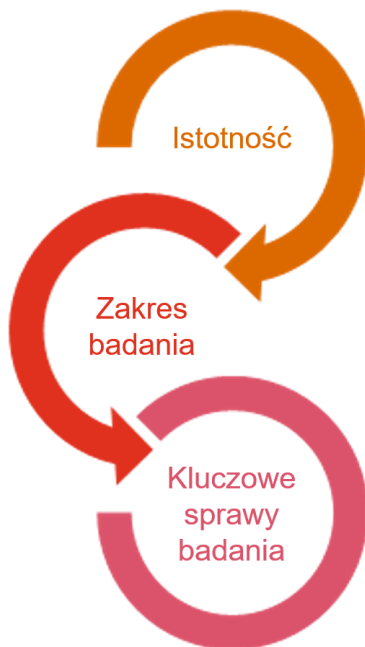 Istotność
Zakres
badania
Kluczowe
sprawy
badania